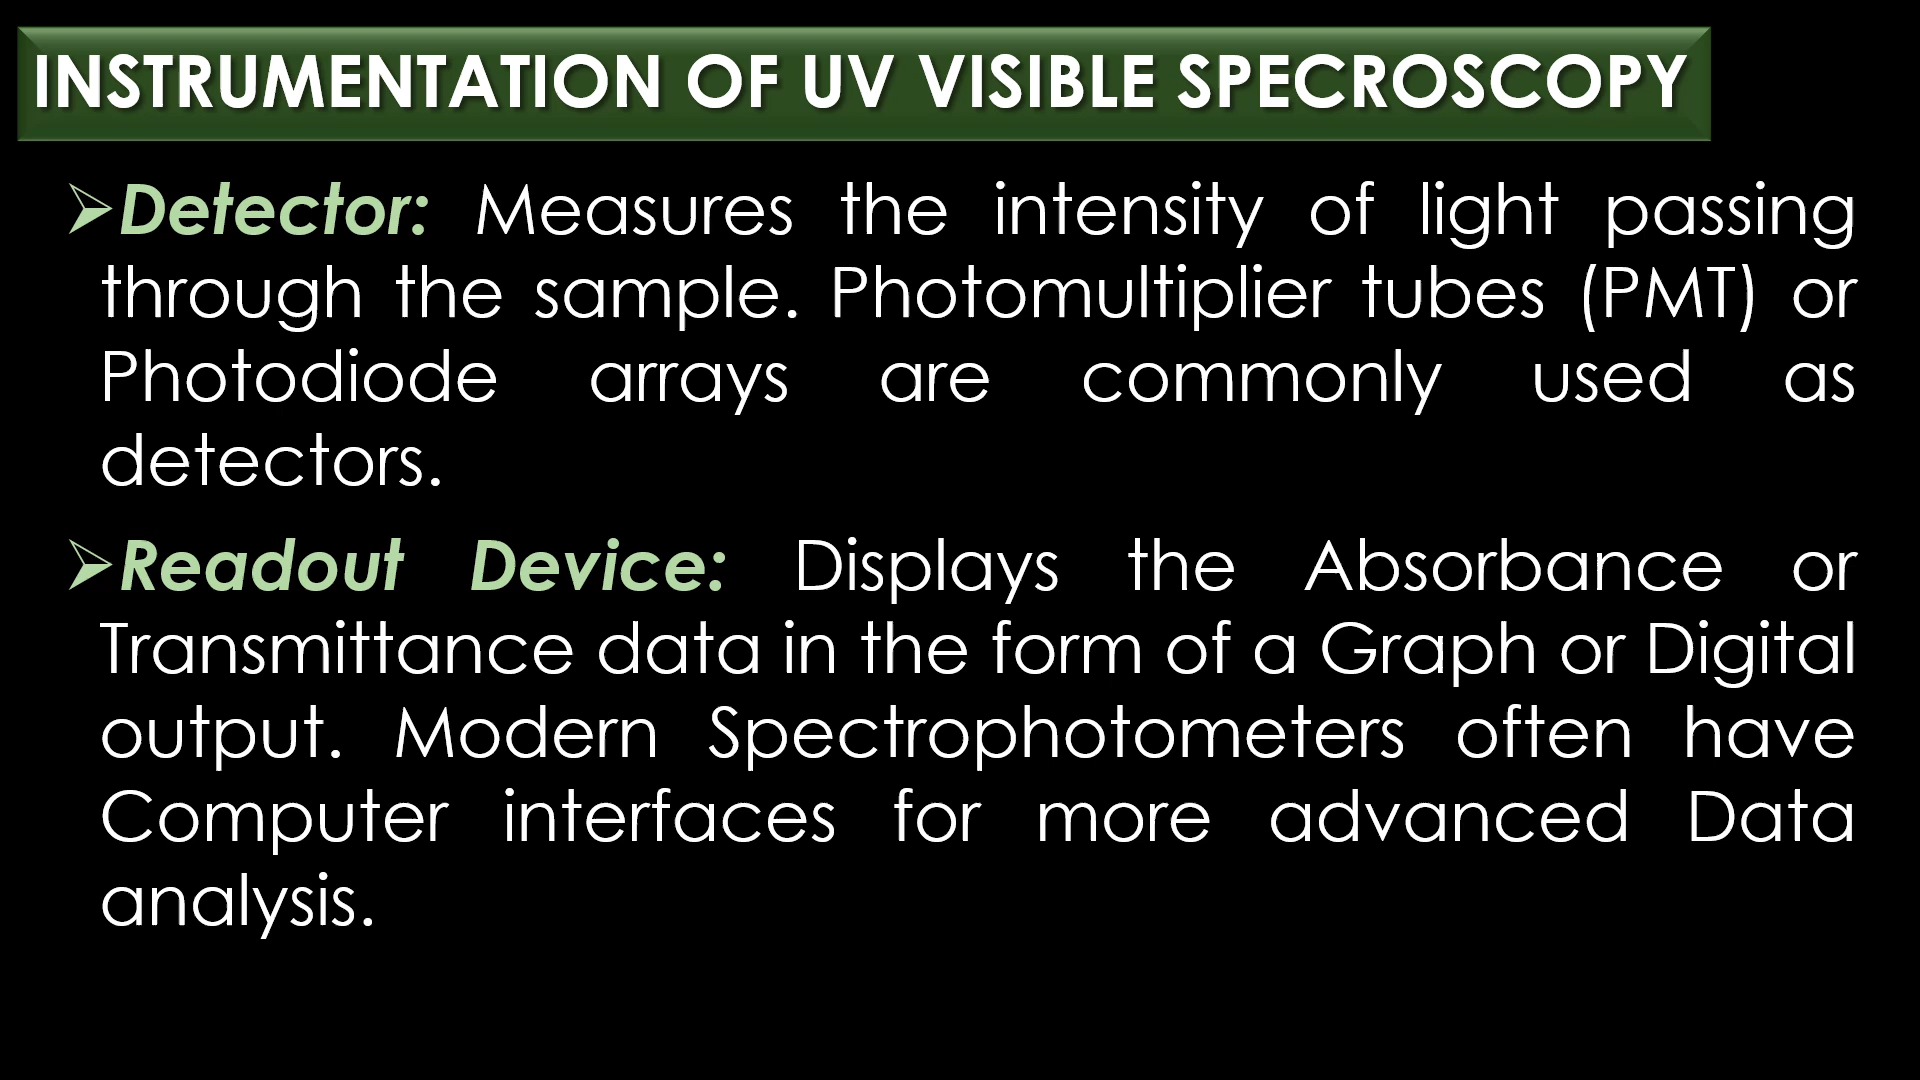 INSTRUMENTATION OF UV VISIBLE SPECROSCOPY
➢Detector: Measures the intensity of light passing
through the sample. Photomultiplier tubes (PMT) or
Photodiode arrays are commonly used as
detectors.
➢Readout Device: Displays the Absorbance or
Transmittance data in the form of a Graph or Digital
output. Modern Spectrophotometers often have
Computer interfaces for more advanced Data
analysis.